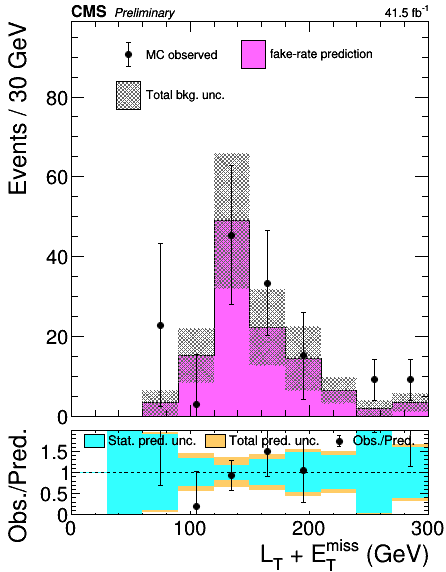 CMS Preliminary 41.5 fb⁻¹
MC observed fake-rate prediction
Total bkg. unc.
Events / 30 GeV
80
60
40
20
0
Stat. pred. unc. Total pred. unc. Obs./Pred.
Obs./Pred.
1.5
1
0.5
0
0 100 200 300
L_T + E_T^miss (GeV)